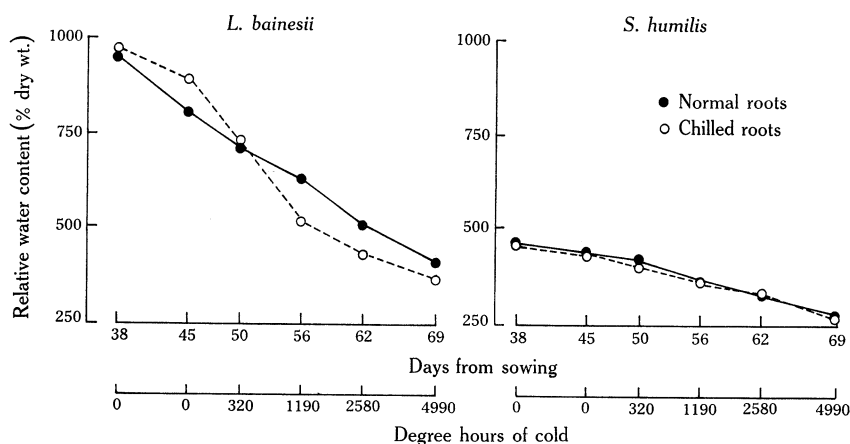 L. bainesii
S. humilis
Relative water content (% dry wt.)
1000
750
500
250
1000
750
500
250
Normal roots
Chilled roots
38 45 50 56 62 69
38 45 50 56 62 69
Days from sowing
0 0 320 1190 2580 4990
0 0 320 1190 2580 4990
Degree hours of cold